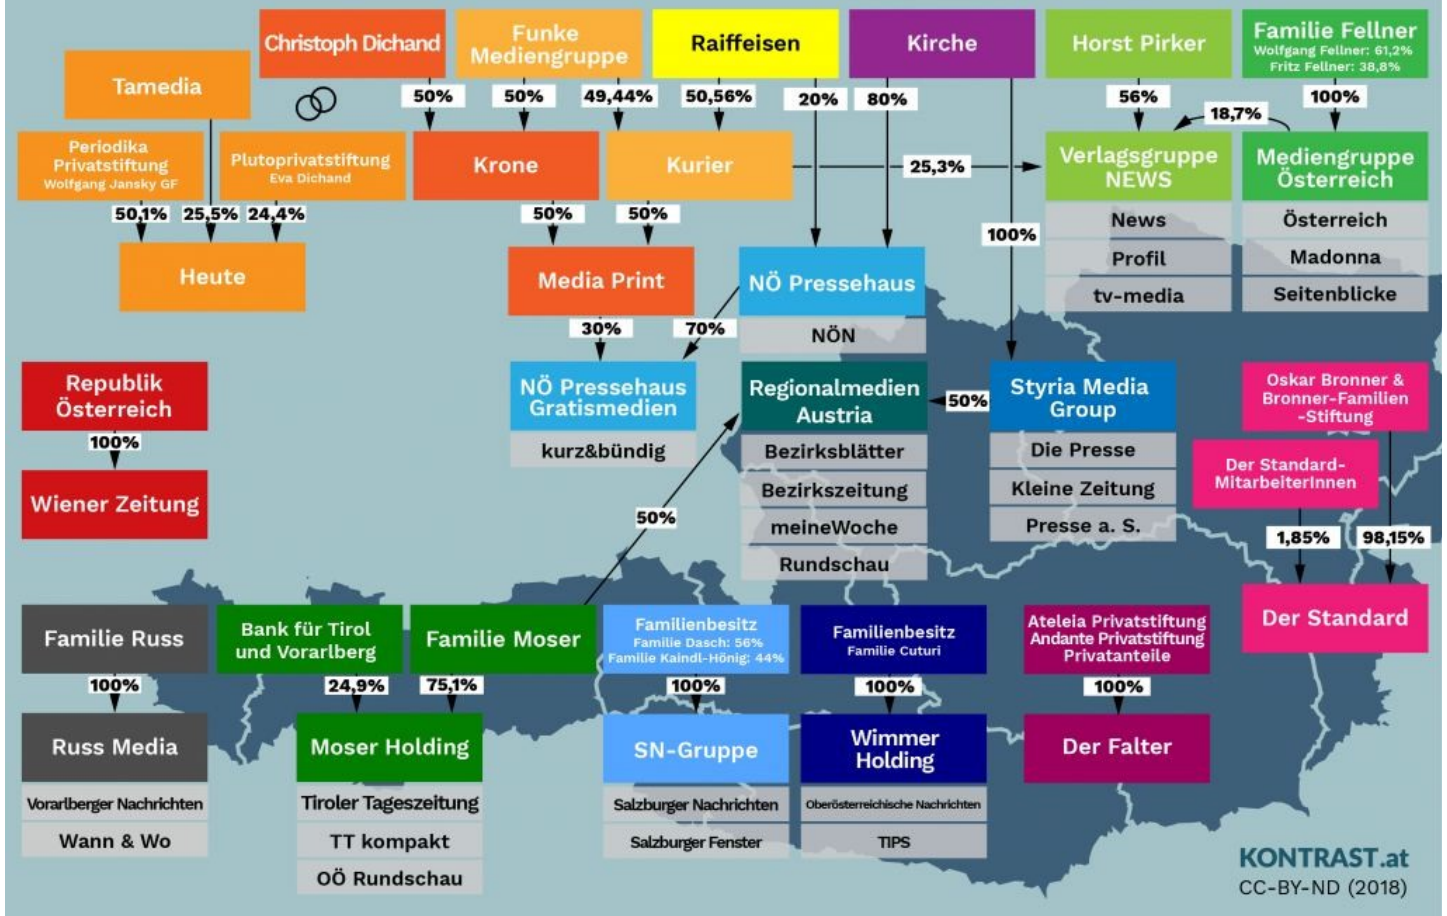 Tamedia
Periodika
Privatstiftung
Wolfgang Jansky GF
Plutoprivatstiftung
Eva Dichand
50,1%
25,5%
24,4%
Heute
Christoph Dichand
Funke
Mediengruppe
Raiffeisen
Kirche
Horst Pirker
Familie Fellner
Wolfgang Fellner: 61,2%
Fritz Fellner: 38,8%
50%
50%
49,44%
50,56%
20%
80%
56%
100%
18,7%
Krone
Kurier
25,3%
Verlagsgruppe
NEWS
News
Profil
tv-media
Mediengruppe
Österreich
Österreich
Madonna
Seitenblicke
50%
50%
100%
Media Print
NÖ Pressehaus
NÖN
30%
70%
NÖ Pressehaus
Gratismedien
kurz&bündig
Regionalmedien
Austria
Bezirksblätter
Bezirkszeitung
meineWoche
Rundschau
50%
Styria Media
Group
Die Presse
Kleine Zeitung
Presse a. S.
Republik
Österreich
100%
Wiener Zeitung
Oskar Bronner &
Bronner-Familien
-Stiftung
Der Standard-
MitarbeiterInnen
1,85%
98,15%
Der Standard
50%
Familie Russ
100%
Russ Media
Vorarlberger Nachrichten
Wann & Wo
Bank für Tirol
und Vorarlberg
Familie Moser
24,9%
75,1%
Moser Holding
Tiroler Tageszeitung
TT kompakt
OÖ Rundschau
Familienbesitz
Familie Dasch: 56%
Familie Kaindl-Hönig: 44%
100%
SN-Gruppe
Salzburger Nachrichten
Salzburger Fenster
Familienbesitz
Familie Cuturi
100%
Wimmer
Holding
Oberösterreichische Nachrichten
TIPS
Ateleia Privatstiftung
Andante Privatstiftung
Privatanteile
100%
Der Falter
KONTRAST.at
CC-BY-ND (2018)